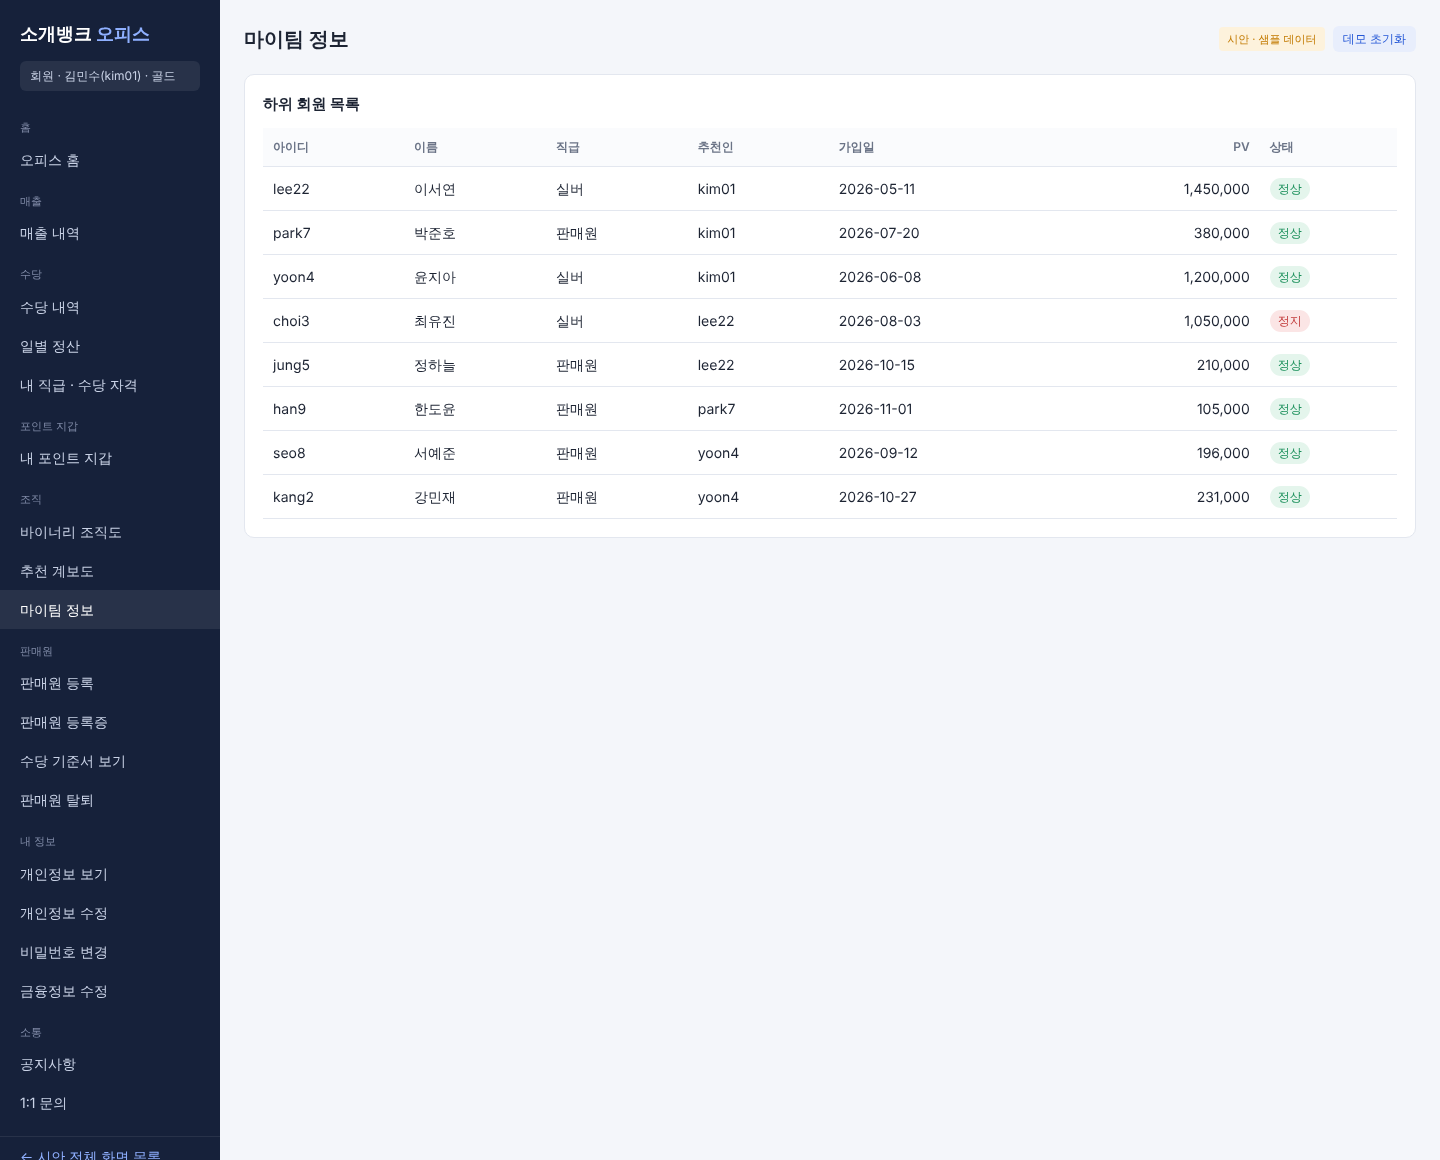 소개뱅크 오피스
회원 · 김민수(kim01) · 골드
홈
오피스 홈
매출
매출 내역
수당
수당 내역
일별 정산
내 직급 · 수당 자격
포인트 지갑
내 포인트 지갑
조직
바이너리 조직도
추천 계보도
마이팀 정보
판매원
판매원 등록
판매원 등록증
수당 기준서 보기
판매원 탈퇴
내 정보
개인정보 보기
개인정보 수정
비밀번호 변경
금융정보 수정
소통
공지사항
1:1 문의
← 시안 전체 화면 목록
마이팀 정보
시안 · 샘플 데이터
데모 초기화
하위 회원 목록
아이디 이름 직급 추천인 가입일 PV 상태
lee22 이서연 실버 kim01 2026-05-11 1,450,000 정상
park7 박준호 판매원 kim01 2026-07-20 380,000 정상
yoon4 윤지아 실버 kim01 2026-06-08 1,200,000 정상
choi3 최유진 실버 lee22 2026-08-03 1,050,000 정지
jung5 정하늘 판매원 lee22 2026-10-15 210,000 정상
han9 한도윤 판매원 park7 2026-11-01 105,000 정상
seo8 서예준 판매원 yoon4 2026-09-12 196,000 정상
kang2 강민재 판매원 yoon4 2026-10-27 231,000 정상